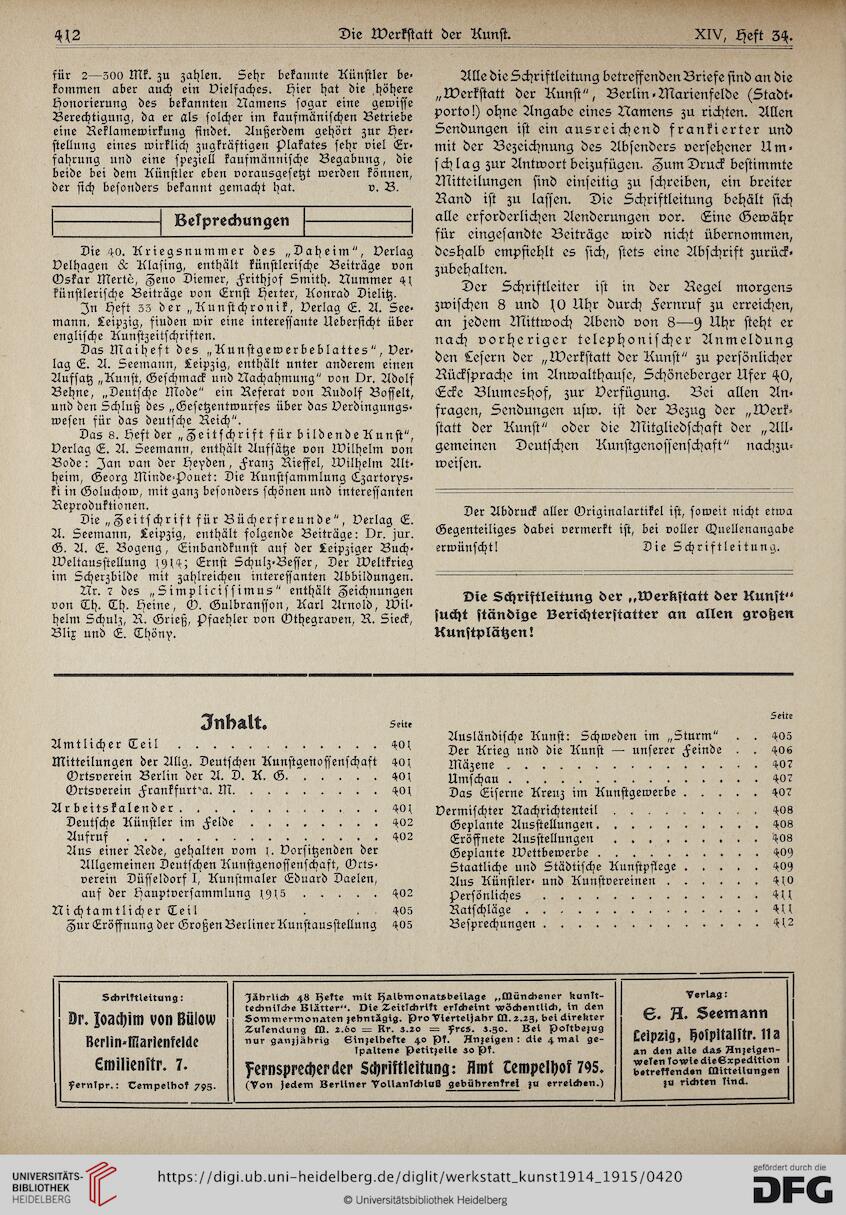 412
Die Werkstatt der Kunst.
XIV, Heft 34.
für 2—300 Mk. zu zahlen. Sehr bekannte Künstler be-
kommen aber auch ein Vielfaches. Hier hat die höhere
Honorierung des bekannten Namens sogar eine gewisse
Berechtigung, da er als solcher im kaufmänischen Betriebe
eine Reklamewirkung findet. Außerdem gehört zur Her-
stellung eines wirklich zugkräftigen Plakates sehr viel Er-
fahrung und eine speziell kaufmännische Begabung, die
beide bei dem Künstler eben vorausgesetzt werden können,
der sich besonders bekannt gemacht hat. v. B.
Besprechungen
Die 40. Kriegsnummer des „Daheim“, Verlag
Velhagen & Klasing, enthält künstlerische Beiträge von
Oskar Mertè, Zeno Diemer, Frithjof Smith. Nummer 41
künstlerische Beiträge von Ernst Herter, Konrad Dielitz.
In Heft 33 der „Kunstchronik“, Verlag E. A. See-
mann, Leipzig, finden wir eine interessante Uebersicht über
englische Kunstzeitschriften.
Das Maiheft des „Kunstgewerbeblattes“, Ver-
lag E. A. Seemann, Leipzig, enthält unter anderem einen
Aufsatz „Kunst, Geschmack und Nachahmung“ von Dr. Adolf
Behne, „Deutsche Mode“ ein Referat von Rudolf Bosselt,
und den Schluß des „Gesetzentwurfes über das Verdingungs-
wesen für das deutsche Reich“.
Das 8. Heft der „Zeitschrift für bildende Kunst“,
Verlag E. A. Seemann, enthält Aufsätze von Wilhelm von
Bode: Jan van der Heyden, Franz Rieffel, Wilhelm Alt-
heim, Georg Minde-Pouet: Die Kunstsammlung Czartorys-
ki in Goluchow, mit ganz besonders schönen und interessanten
Reproduktionen.
Die „Zeitschrift für Bücherfreunde“, Verlag E.
A. Seemann, Leipzig, enthält folgende Beiträge: Dr. jur.
G. A. E. Bogeng, Einbandkunst auf der Leipziger Buch-
Weltausstellung 1914; Ernst Schulz-Besser, Der Weltkrieg
im Scherzbilde mit zahlreichen interessanten Abbildungen.
Nr. 7 des „Simplicissimus“ enthält Zeichnungen
von Th. Th. Heine, O. Gulbransson, Karl Arnold, Wil-
helm Schulz, R. Grieß, Pfaehler von Othegraven, R. Sieck,
Blix und E. Thöny.
Alle die Schriftleitung betreffenden Briefe sind an die
„Werkstatt der Kunst“, Berlin-Marienfelde (Stadt-
porto!) ohne Angabe eines Namens zu richten. Allen
Sendungen ist ein ausreichend frankierter und
mit der Bezeichnung des Absenders versehener Um-
schlag zur Antwort beizufügen. Zum Druck bestimmte
Mitteilungen sind einseitig zu schreiben, ein breiter
Rand ist zu lassen. Die Schriftleitung behält sich
alle erforderlichen Aenderungen vor. Eine Gewähr
für eingesandte Beiträge wird nicht übernommen,
deshalb empfiehlt es sich, stets eine Abschrift zurück-
zubehalten.
Der Schriftleiter ist in der Regel morgens
zwischen 8 und 10 Uhr durch Fernruf zu erreichen,
an jedem Mittwoch Abend von 8—9 Uhr steht er
nach vorheriger telephonischer Anmeldung
den Lesern der „Werkstatt der Kunst“ zu persönlicher
Rücksprache im Anwalthause, Schöneberger Ufer 40,
Ecke Blumeshof, zur Verfügung. Bei allen An-
fragen, Sendungen usw. ist der Bezug der „Werk-
statt der Kunst“ oder die Mitgliedschaft der „All-
gemeinen Deutschen Kunstgenossenschaft“ nachzu-
weisen.
Der Abdruck aller Originalartikel ist, soweit nicht etwa
Gegenteiliges dabei vermerkt ist, bei voller Quellenangabe
erwünscht! Die Schriftleitung.
Die Schriftleitung der „Werkstatt der Kunst“
sucht ständige Berichterstatter an allen großen
Kunstplätzen!
Inhalt.
Seite
Amtlicher Teil . . . . . . . . . . . 401
Mitteilungen der Allg. Deutschen Kunstgenossenschaft 401
Ortsverein Berlin der A. D. K. G. . . . . . . 401
Ortsverein Frankfurt a. M. . . . . . . . . 401
Arbeitskalender . . . . . . . . . . . 401
Deutsche Künstler im Felde . . . . . . . . 402
Aufruf . . . . . . . . . . . . . 402
Aus einer Rede, gehalten vom 1. Vorsitzenden der
Allgemeinen Deutschen Kunstgenossenschaft, Orts-
verein Düsseldorf I, Kunstmaler Eduard Daelen,
auf der Hauptversammlung 1915 . . . . . 402
Nichtamtlicher Teil . . . 405
Zur Eröffnung der Großen Berliner Kunstausstellung 405
Seite
Ausländische Kunst: Schweden im „Sturm“ . . 405
Der Krieg und die Kunst — unserer Feinde . . 406
Mäzene . . . . . . . . . . . . . 407
Umschau . . . . . . . . . . . . . 407
Das Eiserne Kreuz im Kunstgewerbe . . . . . 407
Vermischter Nachrichtenteil . . . . . . . . 408
Geplante Ausstellungen . . . . . . . . . 408
Eröffnete Ausstellungen . . . . . . . . 408
Geplante Wettbewerbe . . . . . . . . . 409
Staatliche und Städtische Kunstpflege . . . . . 409
Aus Künstler- und Kunstvereinen . . . . . . 410
Persönliches . . . . . . . . . . . 411
Ratschläge . . . . . . . . . . . . 411
Besprechungen . . . . . . . . . . . 412
Schriftleitung:
Dr. Joachim von Bülow
Berlin-Marienfelde
Emilienstr. 7.
Fernspr.: Tempelhof 795.
Jährlich 48 Hefte mit Halbmonatsbeilage „Münchener kunst-
technische Blätter“. Die Zeitschrift erscheint wöchentlich, in den
Sommermonaten zehntägig. Pro Vierteljahr M. 2.25, bei direkter
Zusendung M. 2.60 = Kr. 3.20 = Frcs. 3.50. Bei Postbezug
nur ganzjährig Einzelhefte 40 Pf. Anzeigen: die 4 mal ge-
spaltene Petitzeile 30 Pf.
Fernsprecher der Schriftleitung: Amt Tempelhof 795.
(Von jedem Berliner Vollanschluß gebührenfrei zu erreichen.)
Verlag:
E. A. Seemann
Leipzig, Hospitalstr. 11a
an den alle das Anzeigen-
wesen sowie die Expedition
betreffenden Mitteilungen
zu richten sind.
UNIVERSITÄTS-
BIBLIOTHEK
HEIDELBERG
https://digi.ub.uni-heidelberg.de/diglit/werkstatt_kunst1914_1915/0420
© Universitätsbibliothek Heidelberg
gefördert durch die
DFG